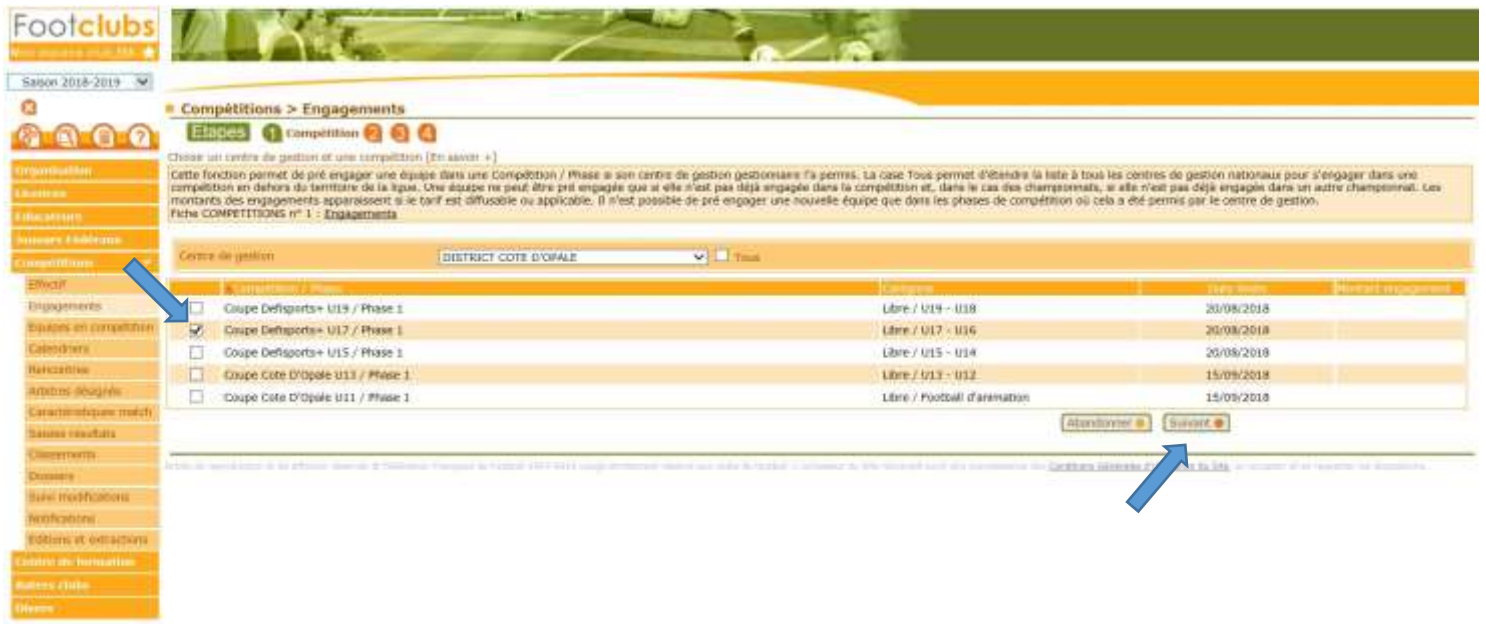 Footclubs
Saison 2018-2019
Compétitions > Engagements
Etapes 1 Compétition 2 3 4
Choisir un centre de gestion et une compétition [En savoir +]
Cette fonction permet de pré engager une équipe dans une Compétition / Phase si son centre de gestion gestionnaire l'a permis. La case Tous permet d'étendre la liste à tous les centres de gestion nationaux pour s'engager dans une
compétition en dehors du territoire de la ligue. Une équipe ne peut être pré engagée que si elle n'est pas déjà engagée dans la compétition et, dans le cas des championnats, si elle n'est pas déjà engagée dans un autre championnat. Les
montants des engagements apparaissent si le tarif est diffusable ou applicable. Il n'est possible de pré engager une nouvelle équipe que dans les phases de compétition où cela a été permis par le centre de gestion.
Fiche COMPETITIONS n° 1 : Engagements
Organisation
Licences
Educateurs
Joueurs Fédéraux
Compétitions
Effectif
Engagements
Equipes en compétition
Calendriers
Rencontres
Arbitres désignés
Caractéristiques match
Saisies résultats
Classements
Dossiers
Suivi modifications
Notifications
Editions et extractions
Centre de formation
Autres clubs
Divers
Centre de gestion DISTRICT COTE D'OPALE Tous
Compétition / Phase Catégorie Date limite Montant engagement
Coupe Defisports+ U19 / Phase 1 Libre / U19 - U18 20/08/2018
Coupe Defisports+ U17 / Phase 1 Libre / U17 - U16 20/08/2018
Coupe Defisports+ U15 / Phase 1 Libre / U15 - U14 20/08/2018
Coupe Cote D'Opale U13 / Phase 1 Libre / U13 - U12 15/09/2018
Coupe Cote D'Opale U11 / Phase 1 Libre / Football d'animation 15/09/2018
Abandonner Suivant